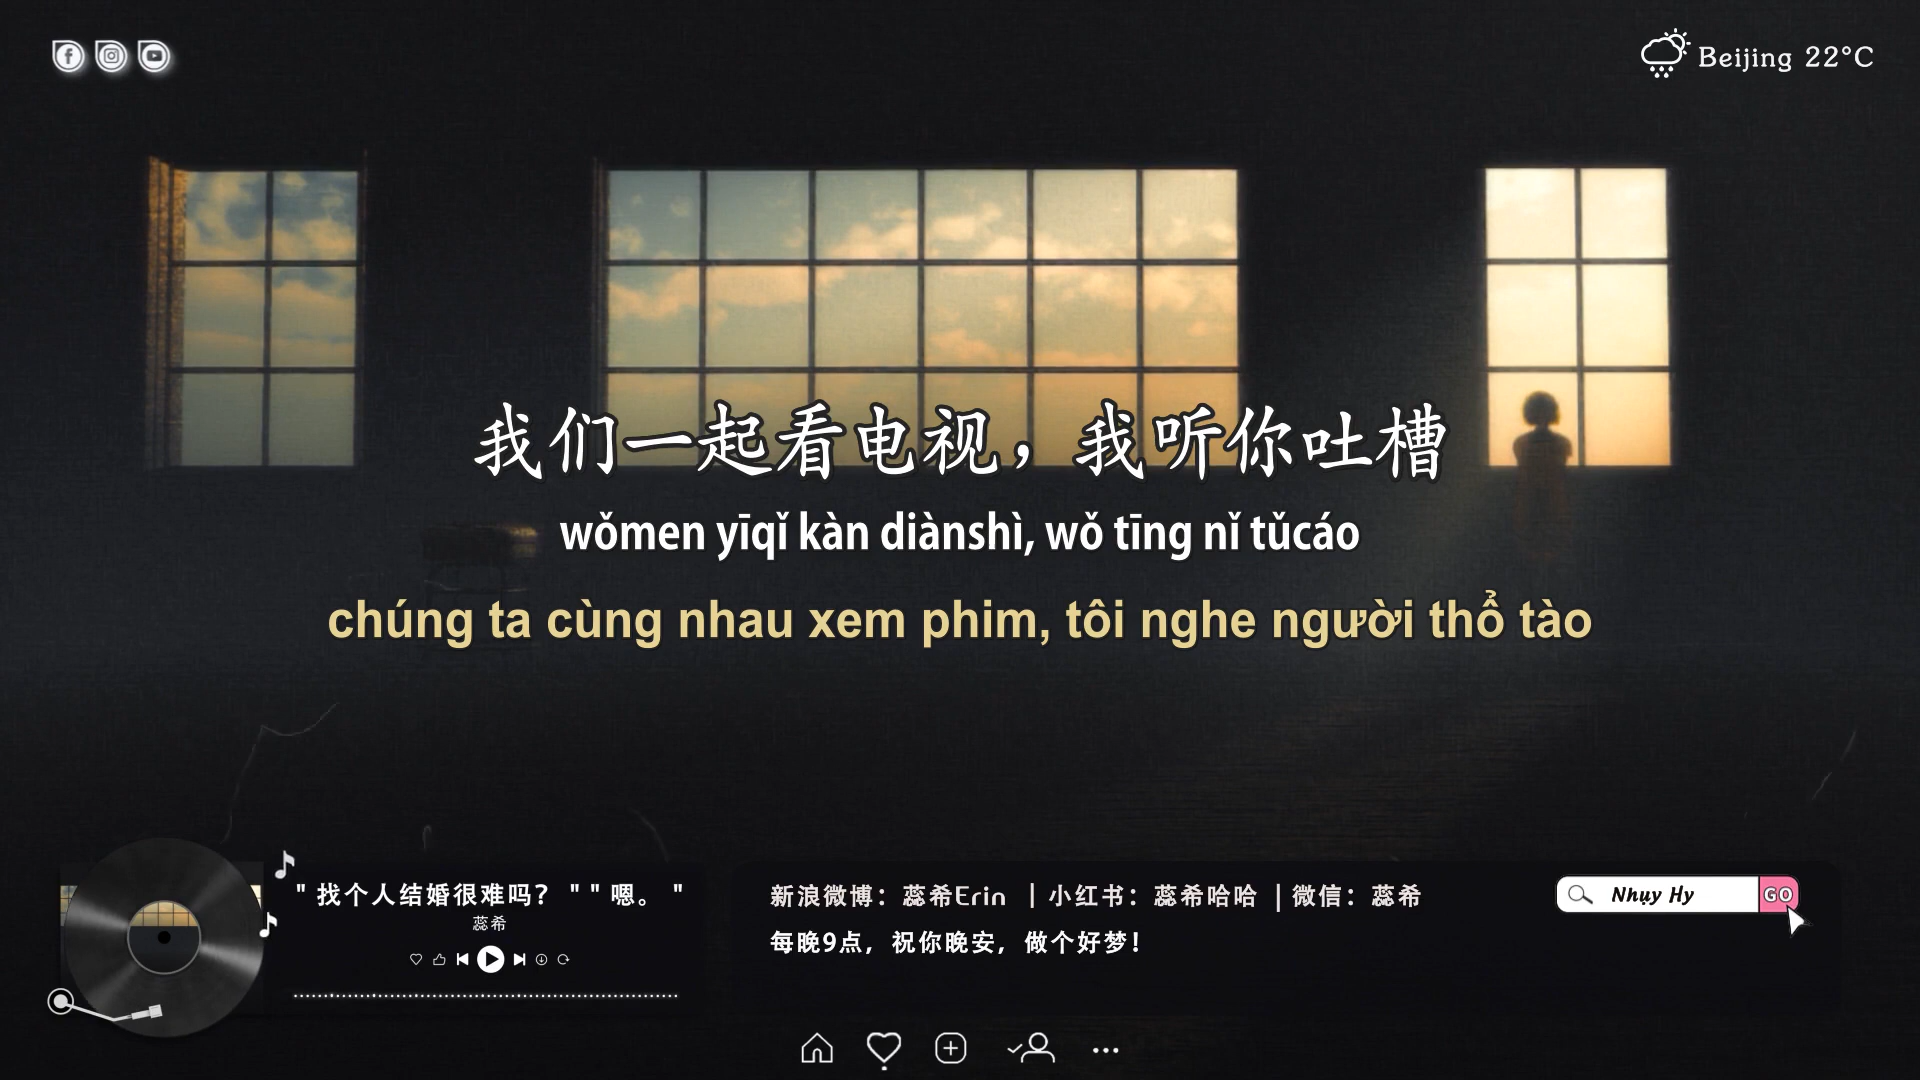 Beijing 22°C
我们一起看电视，我听你吐槽
wǒmen yīqǐ kàn diànshì, wǒ tīng nǐ tǔcáo
chúng ta cùng nhau xem phim, tôi nghe người thổ tào
"找个人结婚很难吗？""嗯。"
蕊希
新浪微博：蕊希Erin ｜小红书：蕊希哈哈 ｜微信：蕊希
每晚9点，祝你晚安，做个好梦！
Nhụy Hy GO